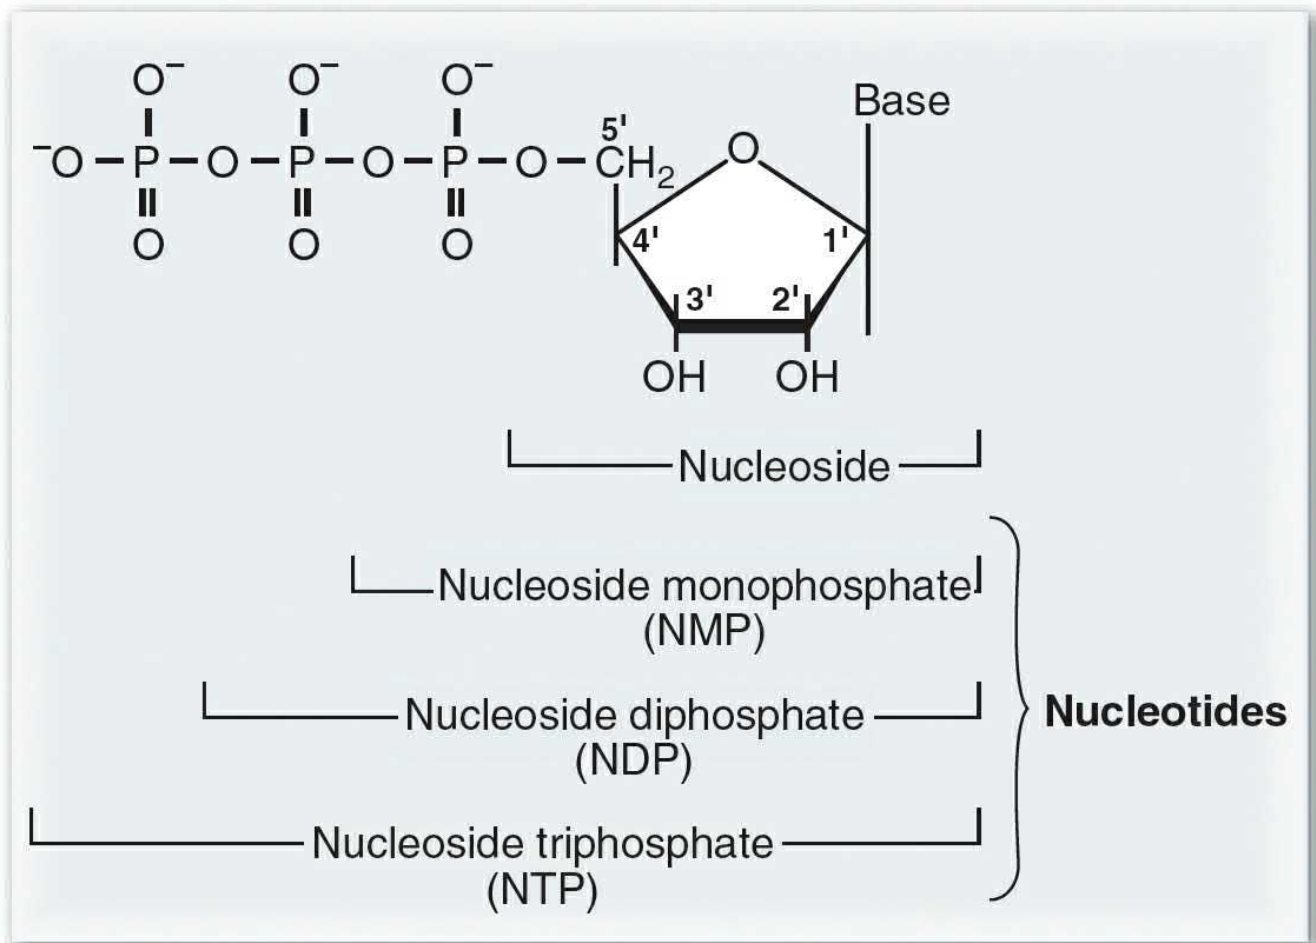 O⁻ O⁻ O⁻
Base
5'
⁻O – P – O – P – O – P – O – CH₂ O
O O O
4' 1'
3' 2'
OH OH
Nucleoside
Nucleoside monophosphate
(NMP)
Nucleoside diphosphate
(NDP)
Nucleotides
Nucleoside triphosphate
(NTP)